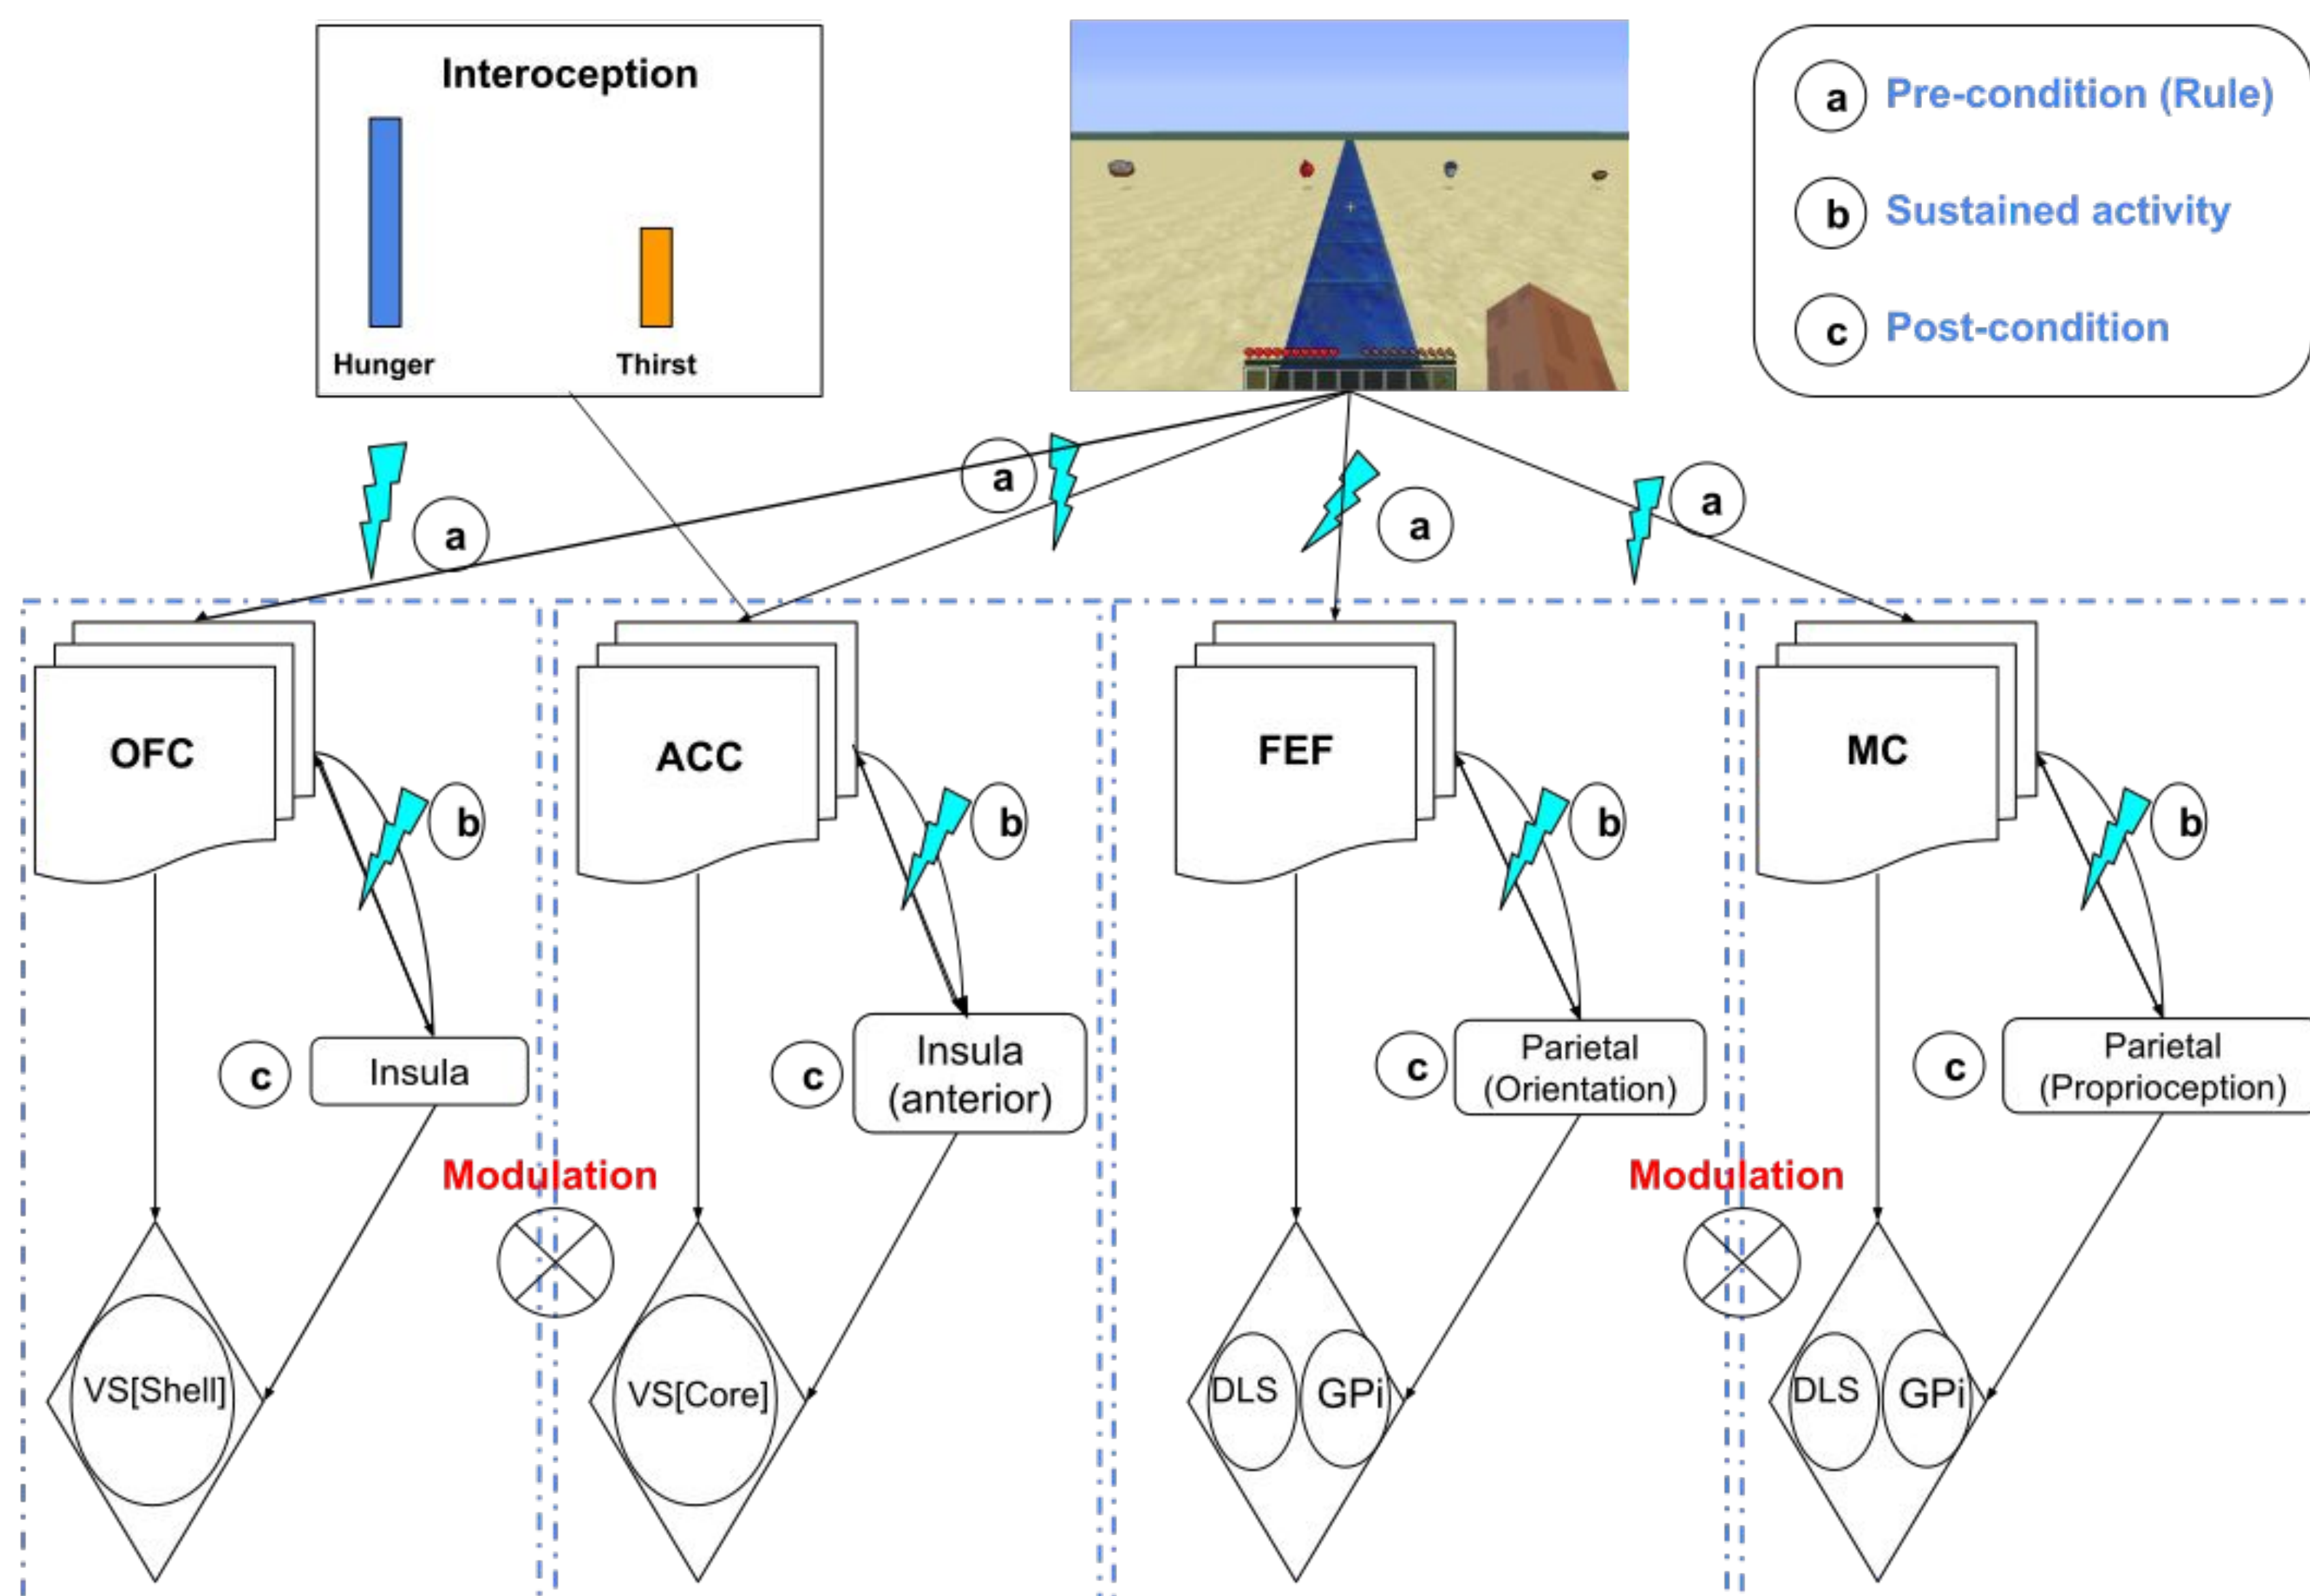 Interoception
Hunger
Thirst
a Pre-condition (Rule)
b Sustained activity
c Post-condition
a
a
a
a
OFC
ACC
FEF
MC
b
b
b
b
c
Insula
c
Insula
(anterior)
c
Parietal
(Orientation)
c
Parietal
(Proprioception)
Modulation
Modulation
VS[Shell]
VS[Core]
DLS
GPi
DLS
GPi